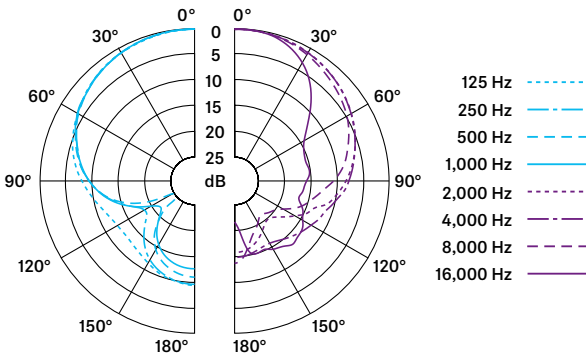 0° 0°
30° 0 30°
5
60° 10 60°
15
20
25
90° dB 90°
120° 120°
150° 150°
180° 180°
125 Hz
250 Hz
500 Hz
1,000 Hz
2,000 Hz
4,000 Hz
8,000 Hz
16,000 Hz